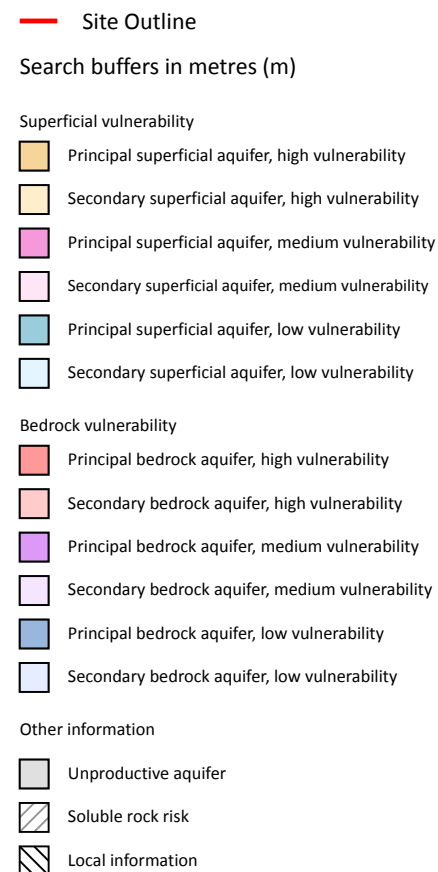 Site Outline
Search buffers in metres (m)
Superficial vulnerability
Principal superficial aquifer, high vulnerability
Secondary superficial aquifer, high vulnerability
Principal superficial aquifer, medium vulnerability
Secondary superficial aquifer, medium vulnerability
Principal superficial aquifer, low vulnerability
Secondary superficial aquifer, low vulnerability
Bedrock vulnerability
Principal bedrock aquifer, high vulnerability
Secondary bedrock aquifer, high vulnerability
Principal bedrock aquifer, medium vulnerability
Secondary bedrock aquifer, medium vulnerability
Principal bedrock aquifer, low vulnerability
Secondary bedrock aquifer, low vulnerability
Other information
Unproductive aquifer
Soluble rock risk
Local information